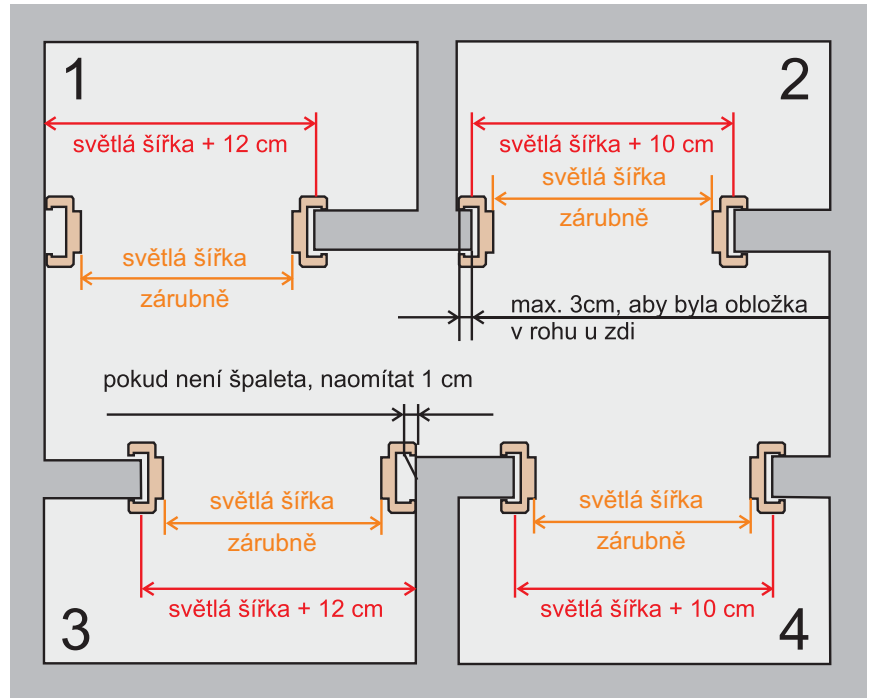 1
2
světlá šířka + 12 cm
světlá šířka + 10 cm
světlá šířka
zárubně
světlá šířka
zárubně
max. 3cm, aby byla obložka
v rohu u zdi
pokud není špaleta, naomítat 1 cm
světlá šířka
zárubně
světlá šířka
zárubně
světlá šířka + 12 cm
světlá šířka + 10 cm
3
4